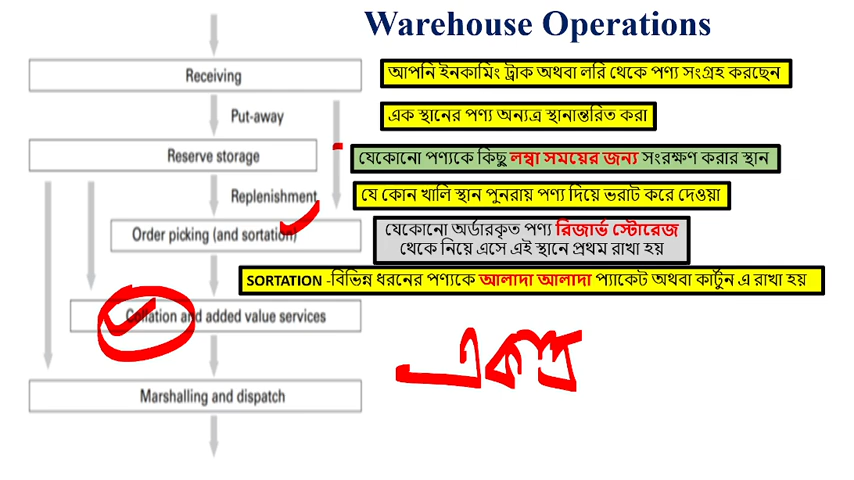 Warehouse Operations
Receiving
আপনি ইনকামিং ট্রাক অথবা লরি থেকে পণ্য সংগ্রহ করছেন
Put-away
এক স্থানের পণ্য অন্যত্র স্থানান্তরিত করা
Reserve storage
যেকোনো পণ্যকে কিছু লম্বা সময়ের জন্য সংরক্ষণ করার স্থান
Replenishment
যে কোন খালি স্থান পুনরায় পণ্য দিয়ে ভরাট করে দেওয়া
Order picking (and sortation)
যেকোনো অর্ডারকৃত পণ্য রিজার্ভ স্টোরেজ
থেকে নিয়ে এসে এই স্থানে প্রথম রাখা হয়
SORTATION -বিভিন্ন ধরনের পণ্যকে আলাদা আলাদা প্যাকেট অথবা কার্টুন এ রাখা হয়
Collation and added value services
Marshalling and dispatch